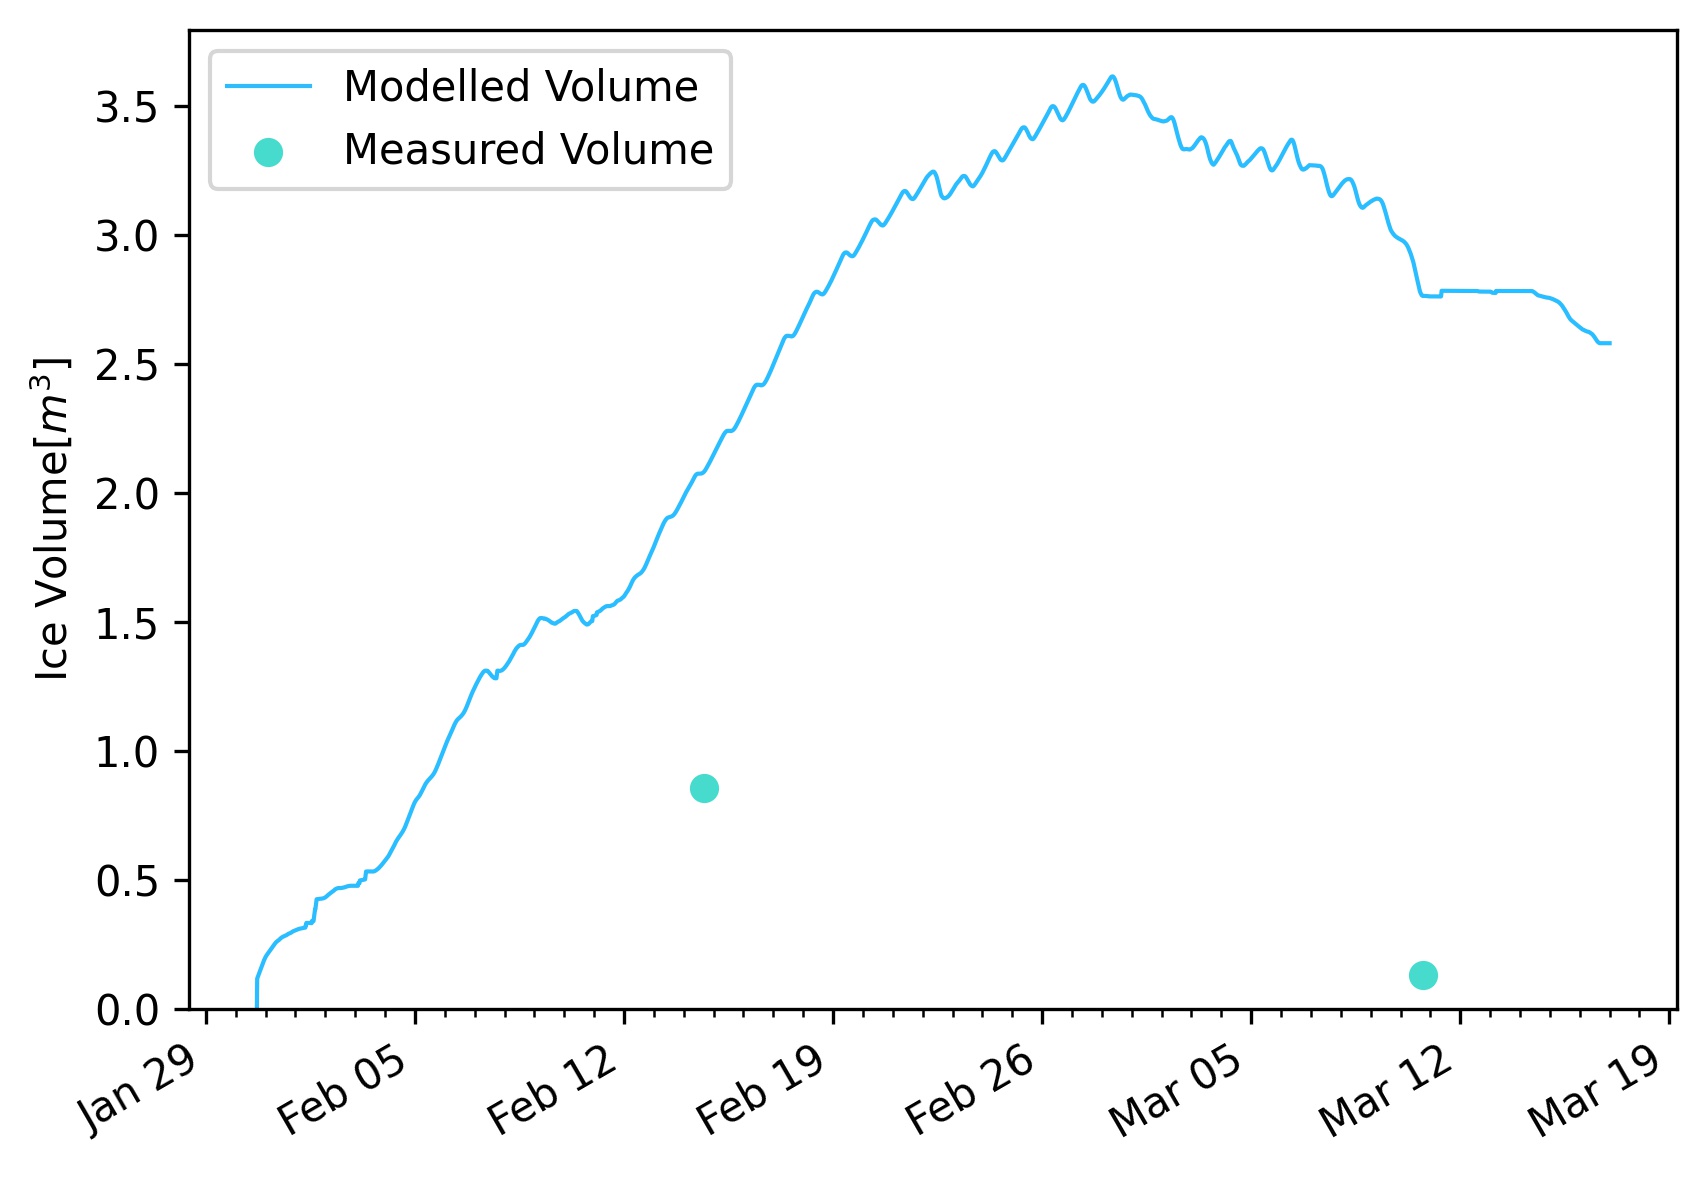 Modelled Volume
Measured Volume
Ice Volume[m³]
3.5
3.0
2.5
2.0
1.5
1.0
0.5
0.0
Jan 29
Feb 05
Feb 12
Feb 19
Feb 26
Mar 05
Mar 12
Mar 19